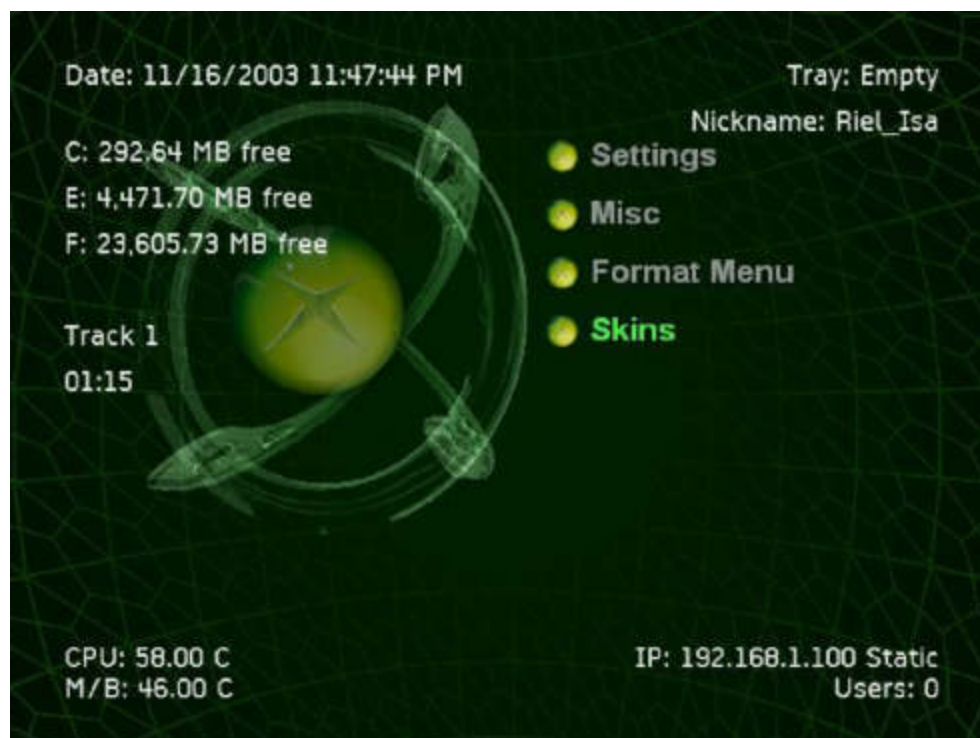 Date: 11/16/2003 11:47:44 PM
Tray: Empty
Nickname: Riel_Isa
C: 292.64 MB free
E: 4,471.70 MB free
F: 23,605.73 MB free
Settings
Misc
Format Menu
Skins
Track 1
01:15
CPU: 58.00 C
M/B: 46.00 C
IP: 192.168.1.100 Static
Users: 0